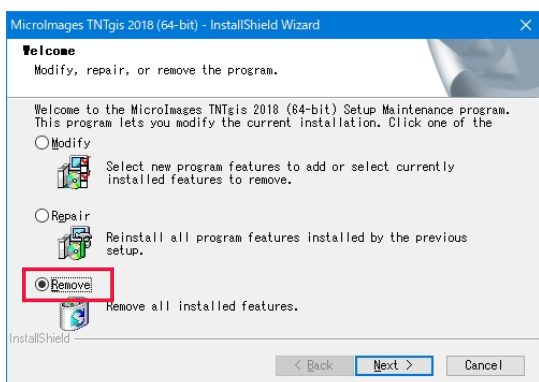 MicroImages TNTgis 2018 (64-bit) - InstallShield Wizard
Welcome
Modify, repair, or remove the program.
Welcome to the MicroImages TNTgis 2018 (64-bit) Setup Maintenance program.
This program lets you modify the current installation. Click one of the
Modify
Select new program features to add or select currently
installed features to remove.
Repair
Reinstall all program features installed by the previous
setup.
Remove
Remove all installed features.
InstallShield
< Back Next > Cancel